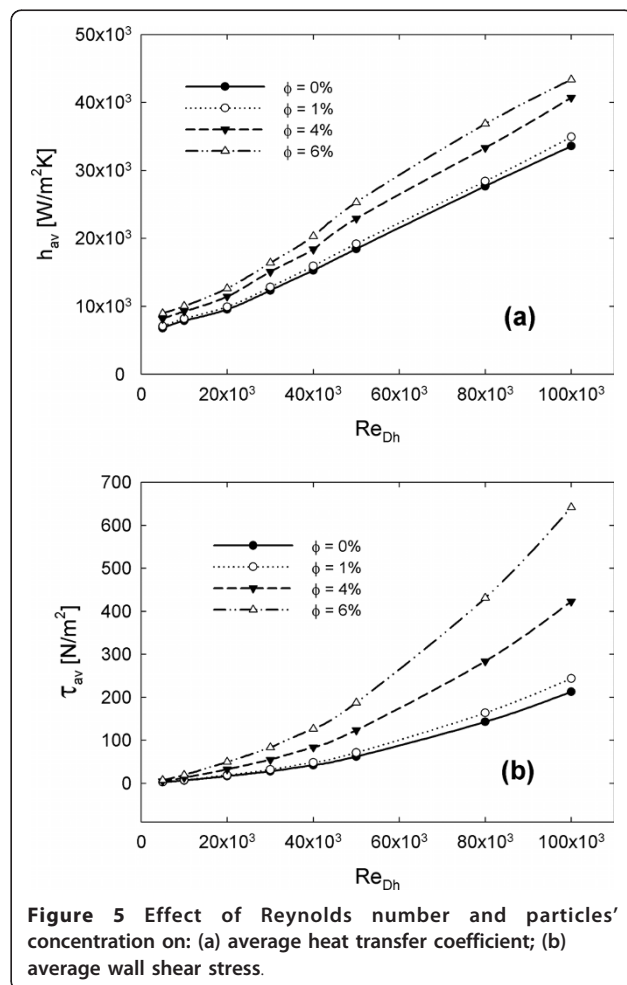 50x10³
40x10³
30x10³
20x10³
10x10³
0
h_av [W/m²K]
ϕ = 0%
ϕ = 1%
ϕ = 4%
ϕ = 6%
(a)
0 20x10³ 40x10³ 60x10³ 80x10³ 100x10³
Re_Dh
700
600
500
400
300
200
100
0
τ_av [N/m²]
ϕ = 0%
ϕ = 1%
ϕ = 4%
ϕ = 6%
(b)
0 20x10³ 40x10³ 60x10³ 80x10³ 100x10³
Re_Dh
Figure 5 Effect of Reynolds number and particles'
concentration on: (a) average heat transfer coefficient; (b)
average wall shear stress.